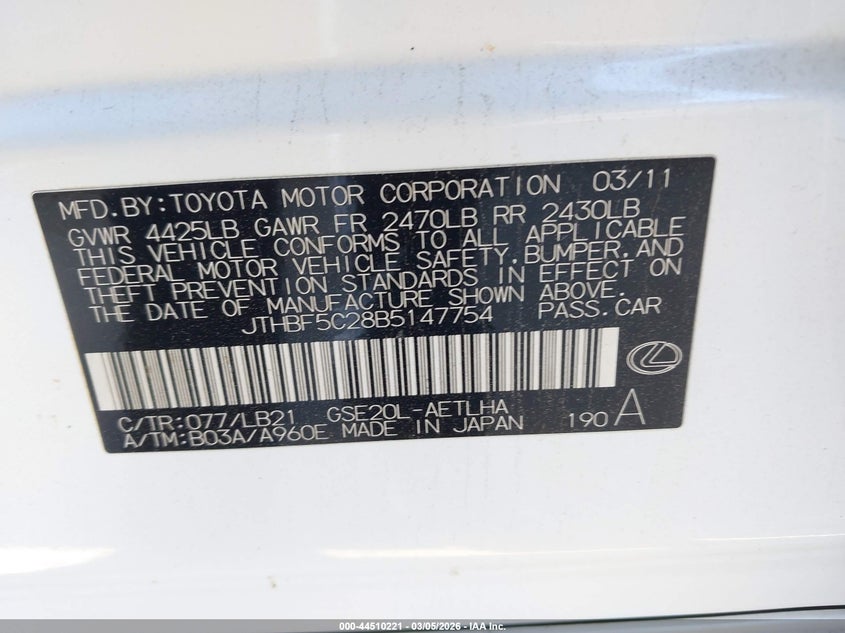 MFD.BY:TOYOTA MOTOR CORPORATION 03/11
GVWR 4425LB GAWR FR 2470LB RR 2430LB
THIS VEHICLE CONFORMS TO ALL APPLICABLE
FEDERAL MOTOR VEHICLE SAFETY,BUMPER,AND
THEFT PREVENTION STANDARDS IN EFFECT ON
THE DATE OF MANUFACTURE SHOWN ABOVE.
JTHBF5C28B5147754 PASS.CAR
C/TR:077/LB21 GSE20L-AETLHA
A/TM:B03A/A960E MADE IN JAPAN 190 A
000-44510221 - 03/05/2026 - IAA Inc.